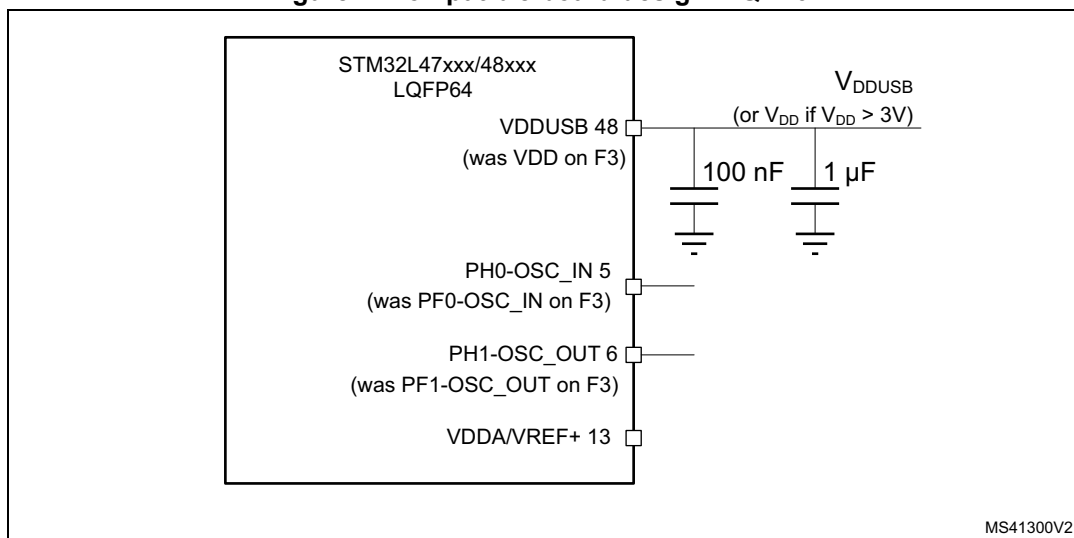 STM32L47xxx/48xxx
LQFP64
VDDUSB 48
(was VDD on F3)
VDDUSB
(or VDD if VDD > 3V)
100 nF
1 µF
PH0-OSC_IN 5
(was PF0-OSC_IN on F3)
PH1-OSC_OUT 6
(was PF1-OSC_OUT on F3)
VDDA/VREF+ 13
MS41300V2